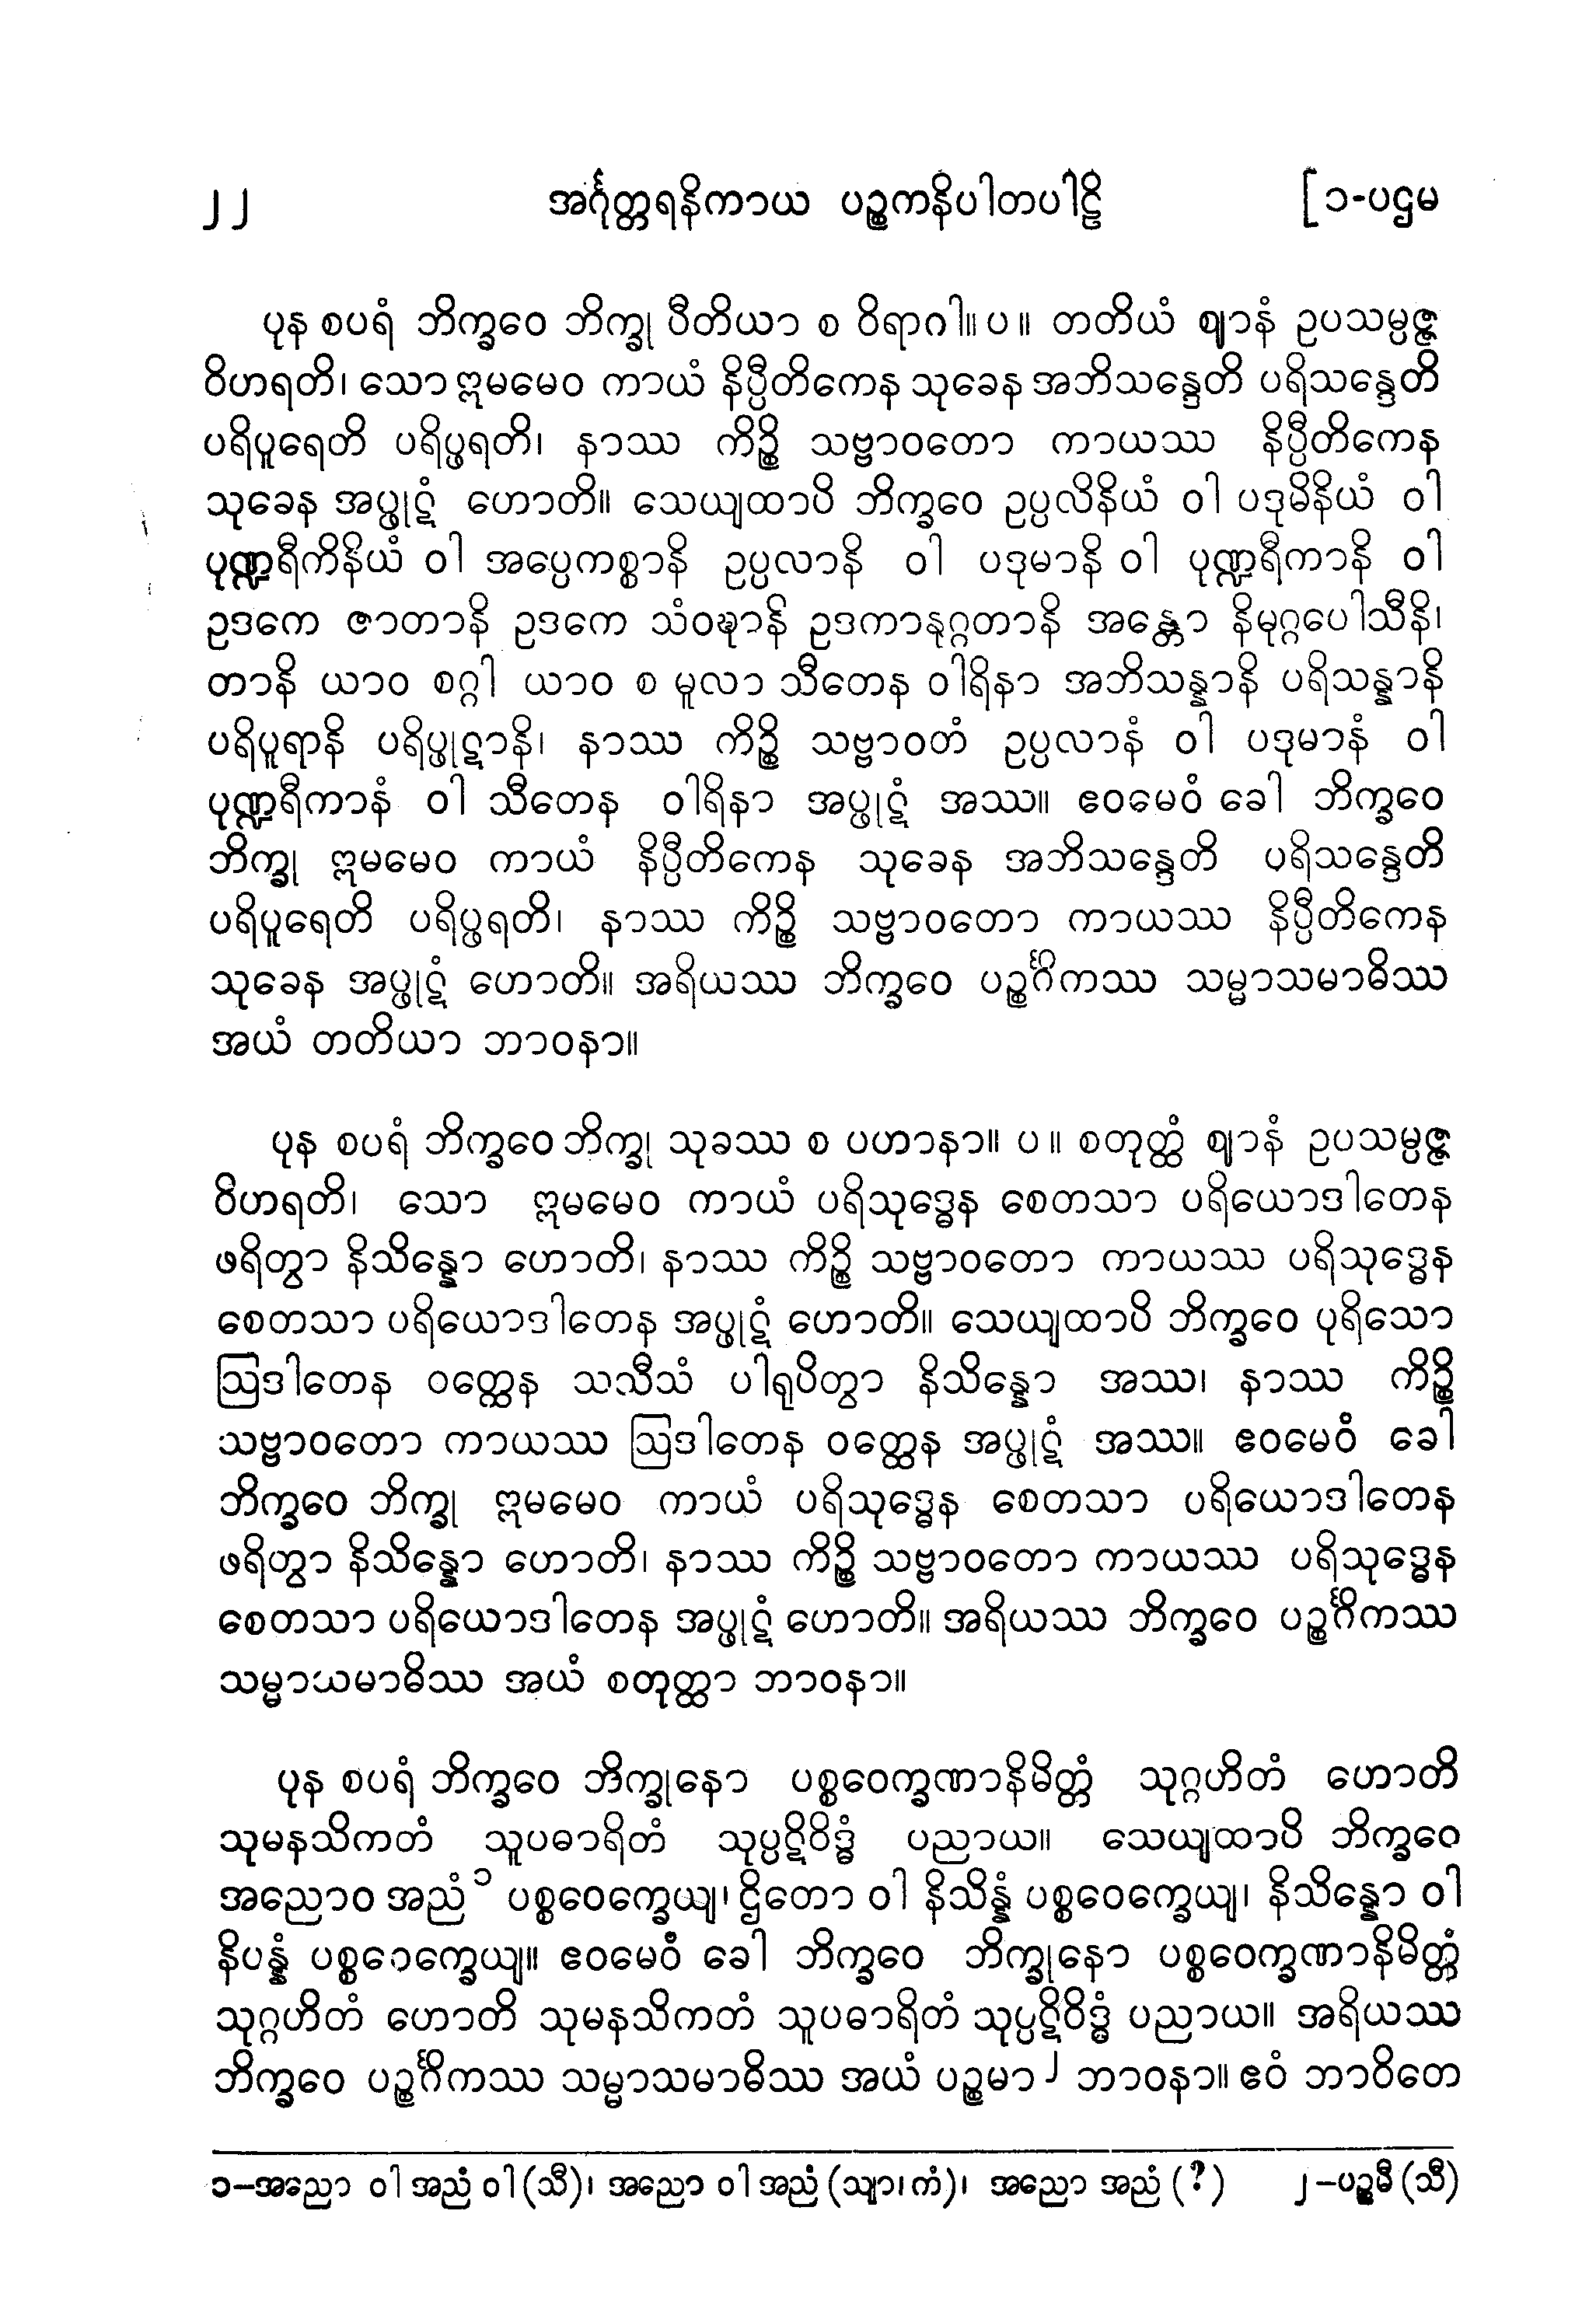 ၂၂ အင်္ဂုတ္တရနိကာယ ပဉ္စကနိပါတပါဠိ [၁-ပဌမ
ပုန စပရံ ဘိက္ခဝေ ဘိက္ခု ပီတိယာ စ ဝိရာဂါ။ ပ ။ တတိယံ ဈာနံ ဥပသမ္ပဇ္ဇ
ဝိဟရတိ၊ သော ဣမမေဝ ကာယံ နိပ္ပီတိကေန သုခေန အဘိသန္ဒေတိ ပရိသန္ဒေတိ
ပရိပူရေတိ ပရိပ္ဖရတိ၊ နာဿ ကိဉ္စိ သဗ္ဗာဝတော ကာယဿ နိပ္ပီတိကေန
သုခေန အပ္ဖုဋံ ဟောတိ။ သေယျထာပိ ဘိက္ခဝေ ဥပ္ပလိနိယံ ဝါ ပဒုမိနိယံ ဝါ
ပုဏ္ဍရီကိနိယံ ဝါ အပ္ပေကစ္စာနိ ဥပ္ပလာနိ ဝါ ပဒုမာနိ ဝါ ပုဏ္ဍရီကာနိ ဝါ
ဥဒကေ ဇာတာနိ ဥဒကေ သံဝဍ္ဎာနိ ဥဒကာနုဂ္ဂတာနိ အန္တော နိမုဂ္ဂပေါသီနိ၊
တာနိ ယာဝ စဂ္ဂါ ယာဝ စ မူလာ သီတေန ဝါရိနာ အဘိသန္နာနိ ပရိသန္နာနိ
ပရိပူရာနိ ပရိပ္ဖုဋာနိ၊ နာဿ ကိဉ္စိ သဗ္ဗာဝတံ ဥပ္ပလာနံ ဝါ ပဒုမာနံ ဝါ
ပုဏ္ဍရီကာနံ ဝါ သီတေန ဝါရိနာ အပ္ဖုဋံ အဿ။ ဧဝမေဝံ ခေါ ဘိက္ခဝေ
ဘိက္ခု ဣမမေဝ ကာယံ နိပ္ပီတိကေန သုခေန အဘိသန္ဒေတိ ပရိသန္ဒေတိ
ပရိပူရေတိ ပရိပ္ဖရတိ၊ နာဿ ကိဉ္စိ သဗ္ဗာဝတော ကာယဿ နိပ္ပီတိကေန
သုခေန အပ္ဖုဋံ ဟောတိ။ အရိယဿ ဘိက္ခဝေ ပဉ္စင်္ဂိကဿ သမ္မာသမာဓိဿ
အယံ တတိယာ ဘာဝနာ။
ပုန စပရံ ဘိက္ခဝေ ဘိက္ခု သုခဿ စ ပဟာနာ။ ပ ။ စတုတ္ထံ ဈာနံ ဥပသမ္ပဇ္ဇ
ဝိဟရတိ၊ သော ဣမမေဝ ကာယံ ပရိသုဒ္ဓေန စေတသာ ပရိယောဒါတေန
ဖရိတွာ နိသိန္နော ဟောတိ၊ နာဿ ကိဉ္စိ သဗ္ဗာဝတော ကာယဿ ပရိသုဒ္ဓေန
စေတသာ ပရိယောဒါတေန အပ္ဖုဋံ ဟောတိ။ သေယျထာပိ ဘိက္ခဝေ ပုရိသော
ဩဒါတေန ဝတ္ထေန သသီသံ ပါရုပိတွာ နိသိန္နော အဿ၊ နာဿ ကိဉ္စိ
သဗ္ဗာဝတော ကာယဿ ဩဒါတေန ဝတ္ထေန အပ္ဖုဋံ အဿ။ ဧဝမေဝံ ခေါ
ဘိက္ခဝေ ဘိက္ခု ဣမမေဝ ကာယံ ပရိသုဒ္ဓေန စေတသာ ပရိယောဒါတေန
ဖရိတွာ နိသိန္နော ဟောတိ၊ နာဿ ကိဉ္စိ သဗ္ဗာဝတော ကာယဿ ပရိသုဒ္ဓေန
စေတသာ ပရိယောဒါတေန အပ္ဖုဋံ ဟောတိ။ အရိယဿ ဘိက္ခဝေ ပဉ္စင်္ဂိကဿ
သမ္မာသမာဓိဿ အယံ စတုတ္ထာ ဘာဝနာ။
ပုန စပရံ ဘိက္ခဝေ ဘိက္ခုနော ပစ္စဝေက္ခဏာနိမိတ္တံ သုဂ္ဂဟိတံ ဟောတိ
သုမနသိကတံ သူပဓာရိတံ သုပ္ပဋိဝိဒ္ဓံ ပညာယ။ သေယျထာပိ ဘိက္ခဝေ
အညောဝ အညံ၁ ပစ္စဝေက္ခေယျ၊ ဌိတော ဝါ နိသိန္နံ ပစ္စဝေက္ခေယျ၊ နိသိန္နော ဝါ
နိပန္နံ ပစ္စဝေက္ခေယျ။ ဧဝမေဝံ ခေါ ဘိက္ခဝေ ဘိက္ခုနော ပစ္စဝေက္ခဏာနိမိတ္တံ
သုဂ္ဂဟိတံ ဟောတိ သုမနသိကတံ သူပဓာရိတံ သုပ္ပဋိဝိဒ္ဓံ ပညာယ။ အရိယဿ
ဘိက္ခဝေ ပဉ္စင်္ဂိကဿ သမ္မာသမာဓိဿ အယံ ပဉ္စမာ၂ ဘာဝနာ။ ဧဝံ ဘာဝိတေ
၁–အညော ဝါ အညံ ဝါ (သီ)၊ အညော ဝါ အညံ (သျာ၊ ကံ)၊ အညော အညံ (?) ၂–ပဉ္စမီ (သီ)